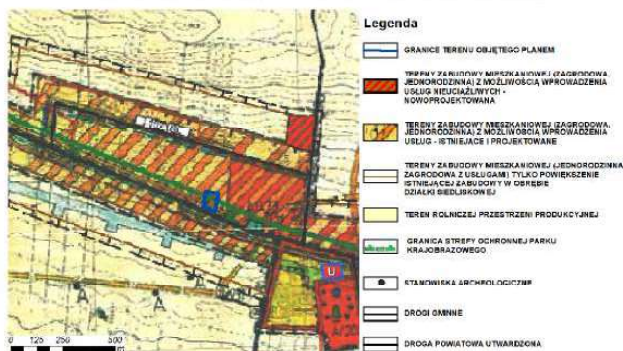 Legenda
GRANICE TERENU OBJĘTEGO PLANEM
TERENY ZABUDOWY MIESZKANIOWEJ (ZAGRODOWA,
JEDNORODZINNA) Z MOŻLIWOŚCIĄ WPROWADZENIA
USŁUG NIEUCIĄŻLIWYCH -
NOWOPROJEKTOWANA
TERENY ZABUDOWY MIESZKANIOWEJ (ZAGRODOWA,
JEDNORODZINNA) Z MOŻLIWOŚCIĄ WPROWADZENIA
USŁUG - ISTNIEJĄCE I PROJEKTOWANE
TERENY ZABUDOWY MIESZKANIOWEJ (JEDNORODZINNA
ZAGRODOWA Z USŁUGAMI) TYLKO POWIĘKSZENIE
ISTNIEJĄCEJ ZABUDOWY W OBRĘBIE
DZIAŁKI SIEDLISKOWEJ
TEREN ROLNICZEJ PRZESTRZENI PRODUKCYJNEJ
GRANICA STREFY OCHRONNEJ PARKU
KRAJOBRAZOWEGO
STANOWISKA ARCHEOLOGICZNE
DROGI GMINNE
DROGA POWIATOWA UTWARDZONA
U
A
A
0 125 250 500
m